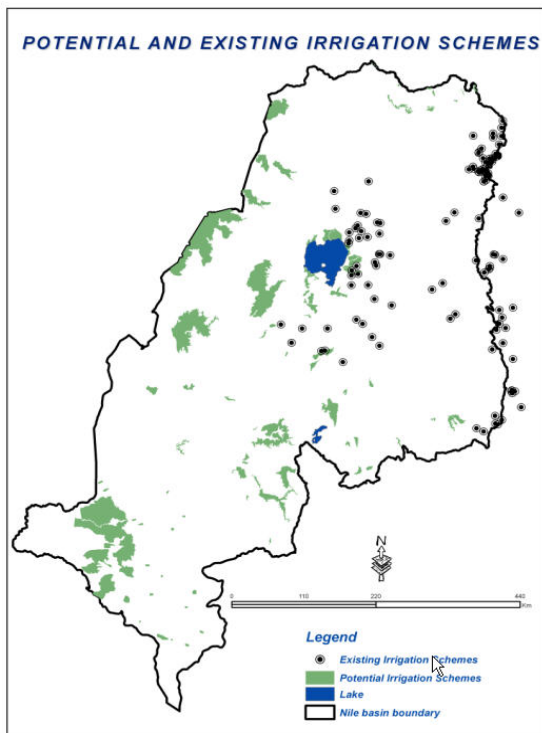 POTENTIAL AND EXISTING IRRIGATION SCHEMES
N
0 110 220 440
Km
Legend
Existing Irrigation Schemes
Potential Irrigation Schemes
Lake
Nile basin boundary